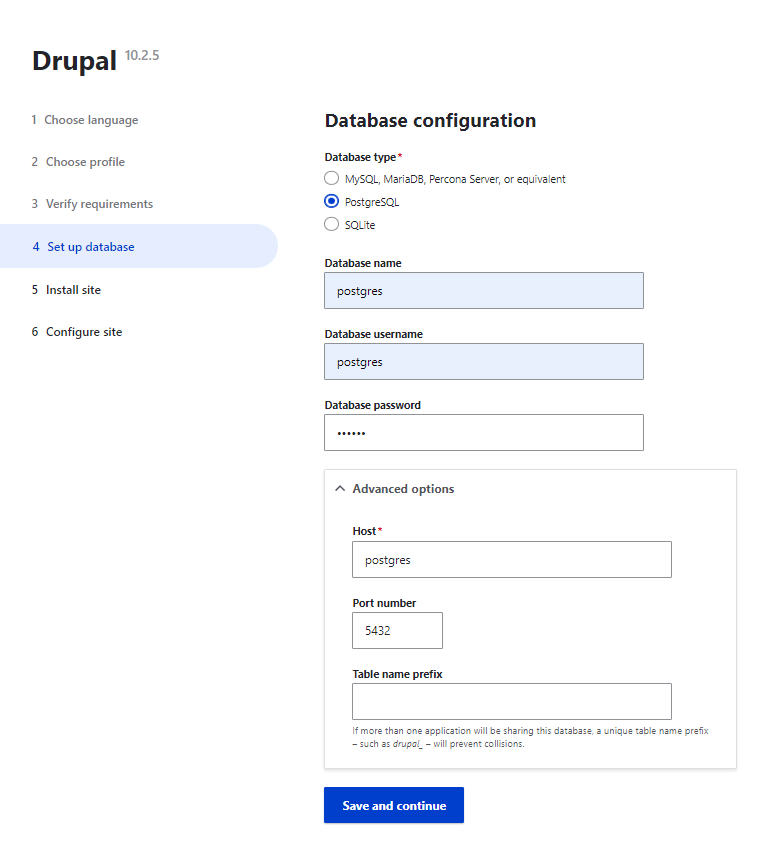 Drupal 10.2.5
1 Choose language
2 Choose profile
3 Verify requirements
4 Set up database
5 Install site
6 Configure site
Database configuration
Database type*
MySQL, MariaDB, Percona Server, or equivalent
PostgreSQL
SQLite
Database name
postgres
Database username
postgres
Database password
••••••
Advanced options
Host*
postgres
Port number
5432
Table name prefix
If more than one application will be sharing this database, a unique table name prefix
– such as drupal_ – will prevent collisions.
Save and continue